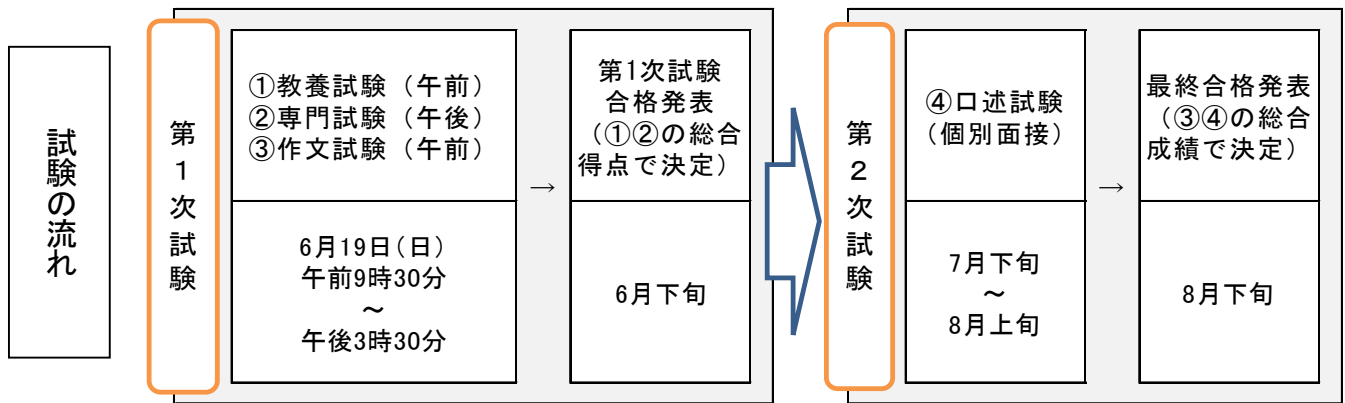 試験の流れ
第1次試験
①教養試験（午前）
②専門試験（午後）
③作文試験（午前）
6月19日（日）
午前9時30分
～
午後3時30分
→
第1次試験
合格発表
（①②の総合
得点で決定）
6月下旬
第2次試験
④口述試験
（個別面接）
7月下旬
～
8月上旬
→
最終合格発表
（③④の総合
成績で決定）
8月下旬